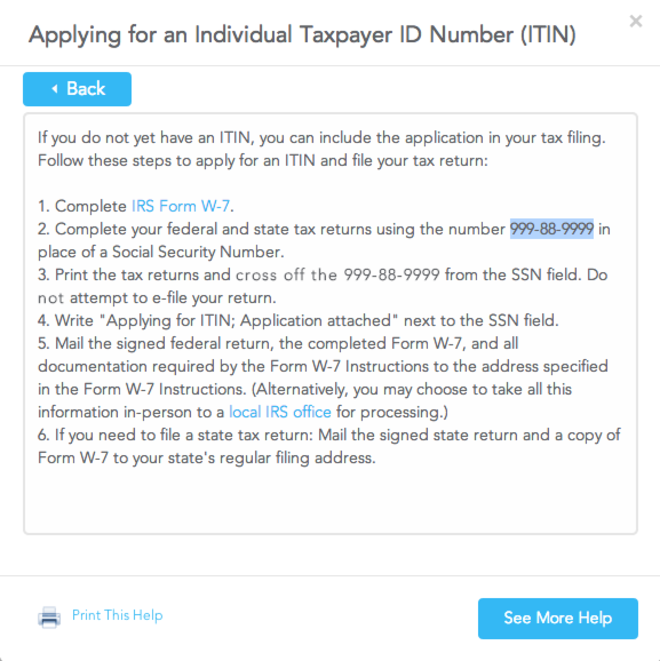 Applying for an Individual Taxpayer ID Number (ITIN)
×
Back
If you do not yet have an ITIN, you can include the application in your tax filing.
Follow these steps to apply for an ITIN and file your tax return:
1. Complete IRS Form W-7.
2. Complete your federal and state tax returns using the number 999-88-9999 in
place of a Social Security Number.
3. Print the tax returns and cross off the 999-88-9999 from the SSN field. Do
not attempt to e-file your return.
4. Write "Applying for ITIN; Application attached" next to the SSN field.
5. Mail the signed federal return, the completed Form W-7, and all
documentation required by the Form W-7 Instructions to the address specified
in the Form W-7 Instructions. (Alternatively, you may choose to take all this
information in-person to a local IRS office for processing.)
6. If you need to file a state tax return: Mail the signed state return and a copy of
Form W-7 to your state's regular filing address.
Print This Help
See More Help